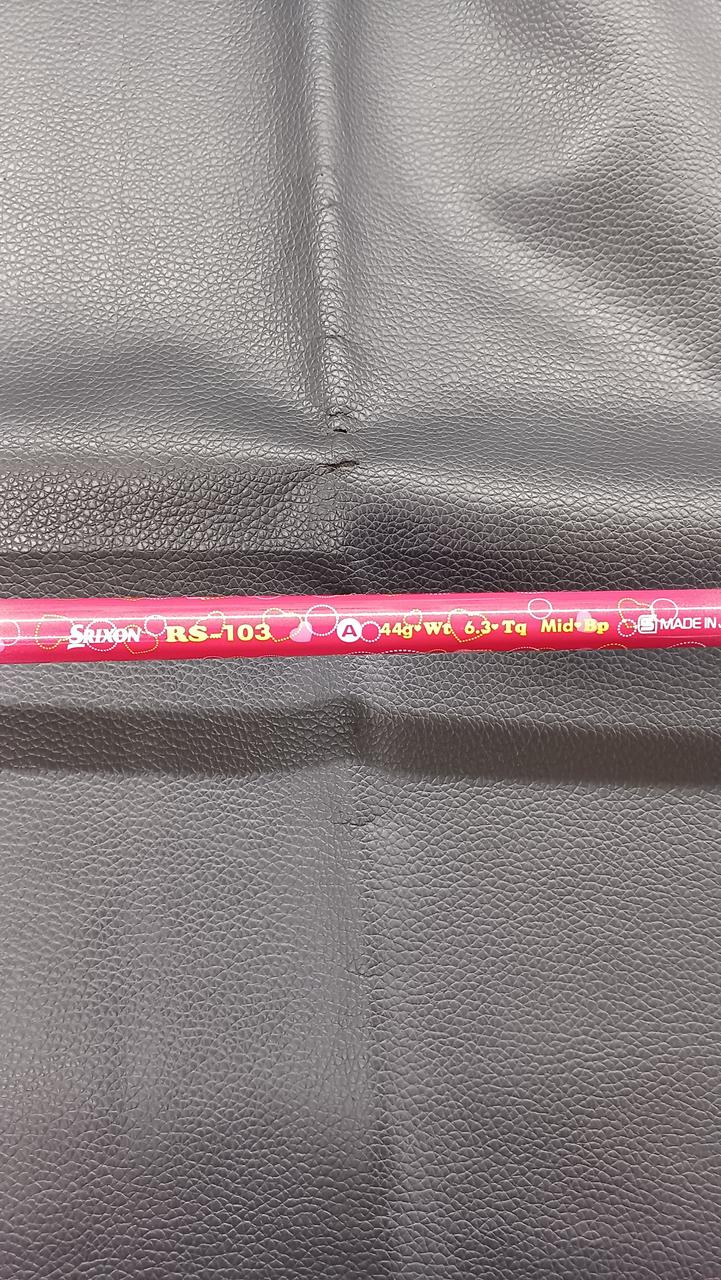 SRIXON RS-103 A 44g♥Wt 6.3♥Tq Mid♥Bp S MADE IN